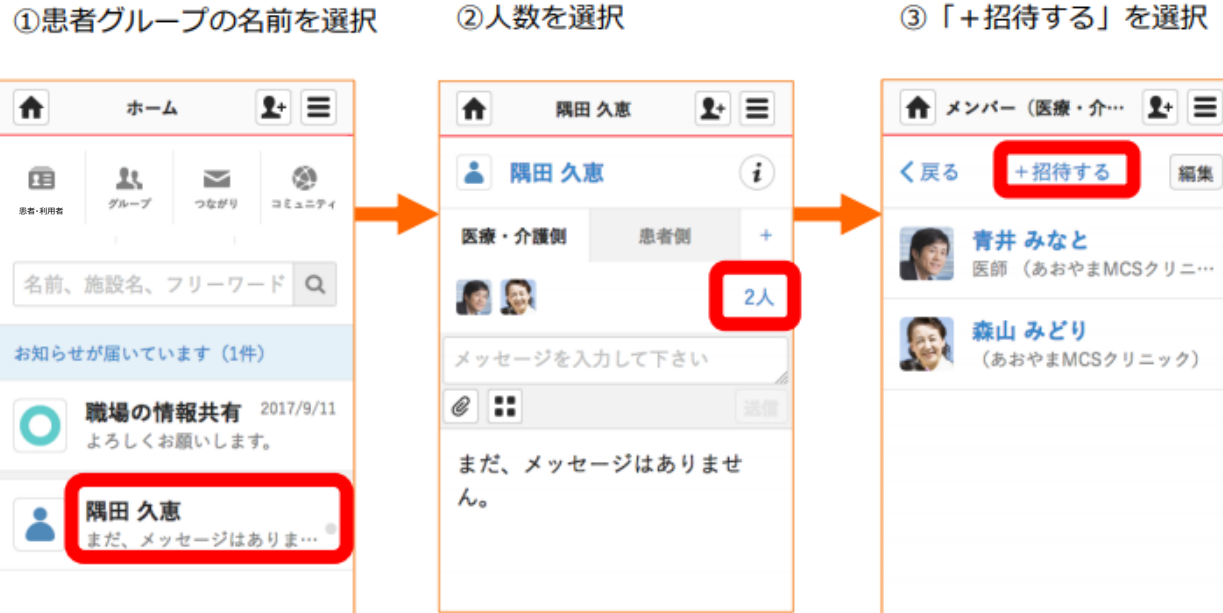 ①患者グループの名前を選択
②人数を選択
③「+招待する」を選択
ホーム
患者・利用者
グループ
つながり
コミュニティ
名前、施設名、フリーワード
お知らせが届いています（1件）
職場の情報共有 2017/9/11
よろしくお願いします。
隅田 久恵
まだ、メッセージはありま…
隅田 久恵
隅田 久恵
i
医療・介護側 患者側 +
2人
メッセージを入力して下さい
送信
まだ、メッセージはありませ
ん。
メンバー（医療・介…
戻る +招待する 編集
青井 みなと
医師 （あおやまMCSクリニ…
森山 みどり
（あおやまMCSクリニック）